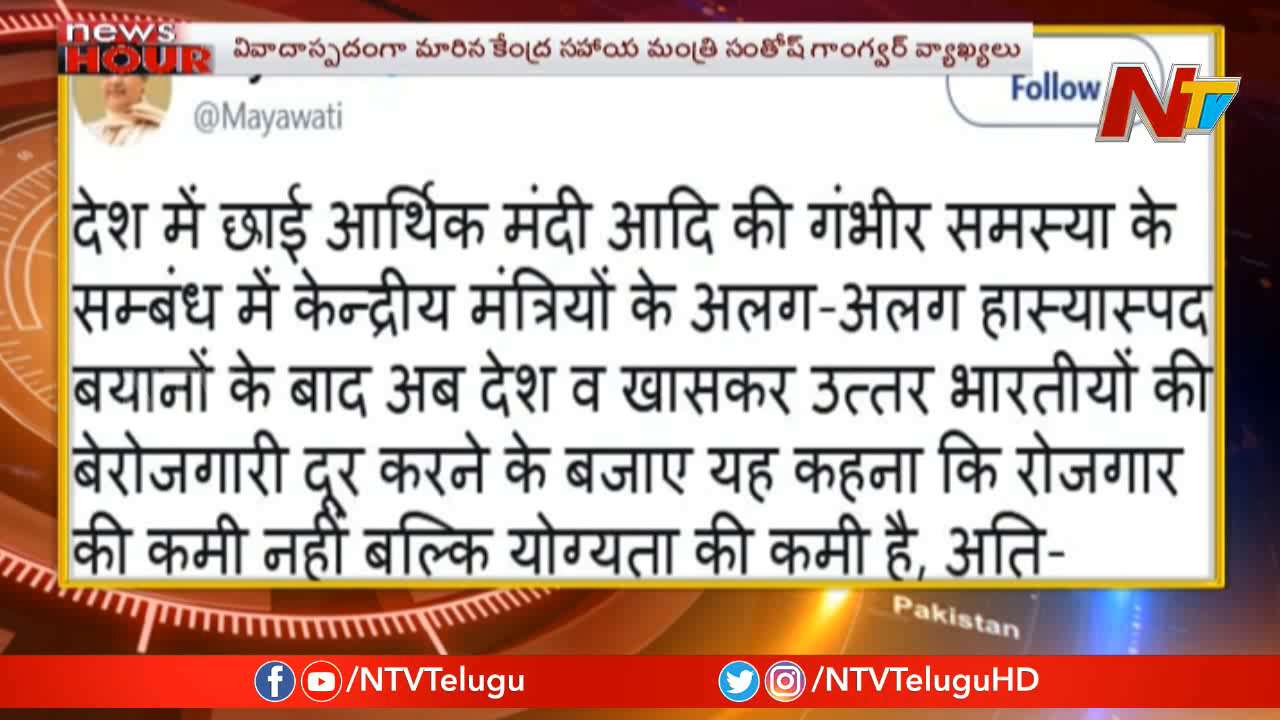 news
HOUR
వివాదాస్పదంగా మారిన కేంద్ర సహాయ మంత్రి సంతోష్ గాంగ్వర్ వ్యాఖ్యలు
@Mayawati
Follow
NTV
देश में छाई आर्थिक मंदी आदि की गंभीर समस्या के
सम्बंध में केन्द्रीय मंत्रियों के अलग-अलग हास्यास्पद
बयानों के बाद अब देश व खासकर उत्तर भारतीयों की
बेरोजगारी दूर करने के बजाए यह कहना कि रोजगार
की कमी नहीं बल्कि योग्यता की कमी है, अति-
Pakistan
/NTVTelugu
/NTVTeluguHD